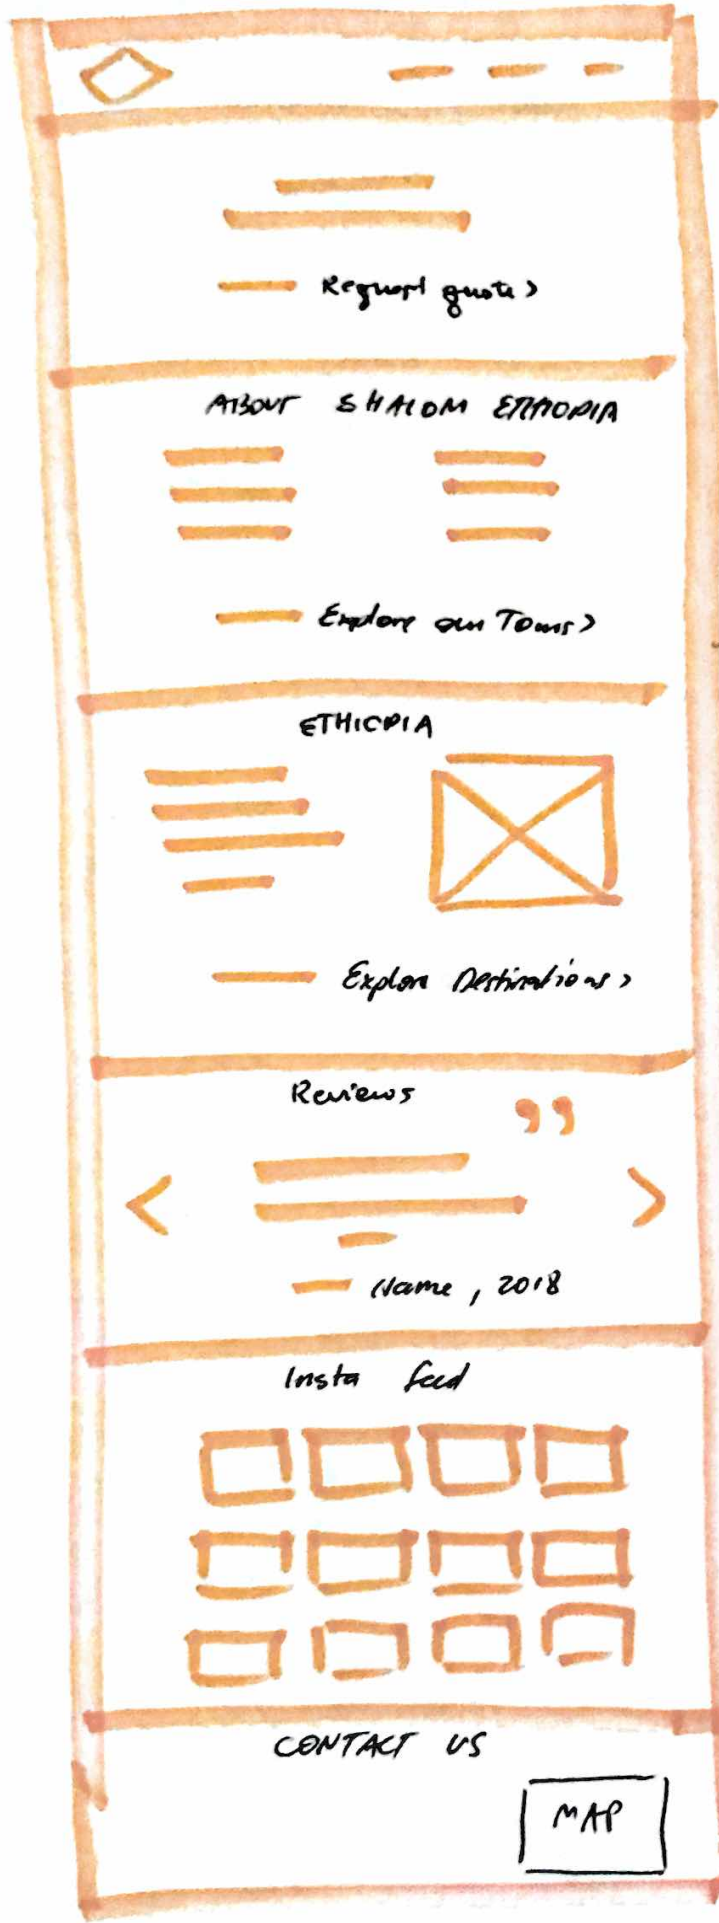 Request quote >
ABOUT SHALOM ETHIOPIA
Explore our Tours >
ETHIOPIA
Explore Destinations >
Reviews
”
Name, 2018
Insta feed
CONTACT US
MAP